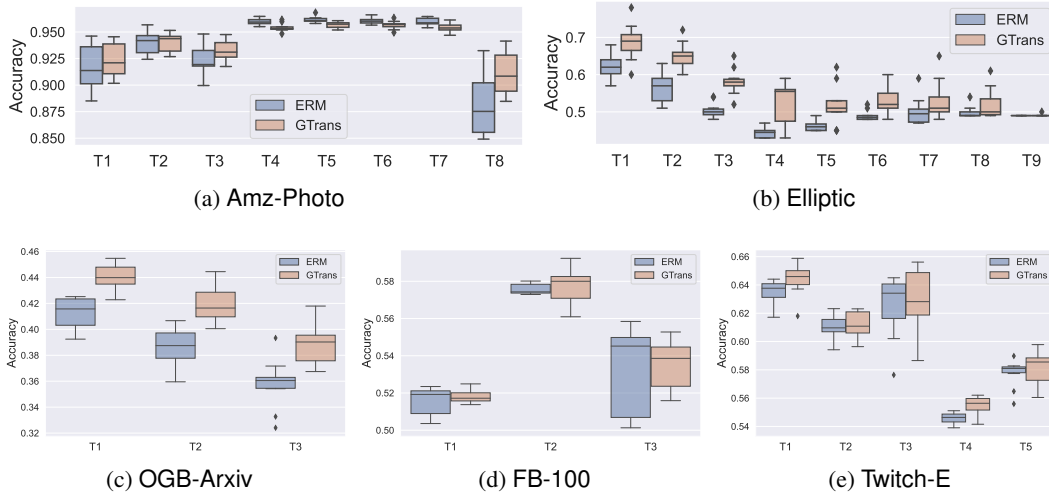 Accuracy
0.950
0.925
0.900
0.875
0.850
ERM
GTrans
T1 T2 T3 T4 T5 T6 T7 T8
(a) Amz-Photo
Accuracy
0.7
0.6
0.5
ERM
GTrans
T1 T2 T3 T4 T5 T6 T7 T8 T9
(b) Elliptic
Accuracy
0.46
0.44
0.42
0.40
0.38
0.36
0.34
0.32
ERM
GTrans
T1 T2 T3
(c) OGB-Arxiv
Accuracy
0.58
0.56
0.54
0.52
0.50
ERM
GTrans
T1 T2 T3
(d) FB-100
Accuracy
0.66
0.64
0.62
0.60
0.58
0.56
0.54
ERM
GTrans
T1 T2 T3 T4 T5
(e) Twitch-E